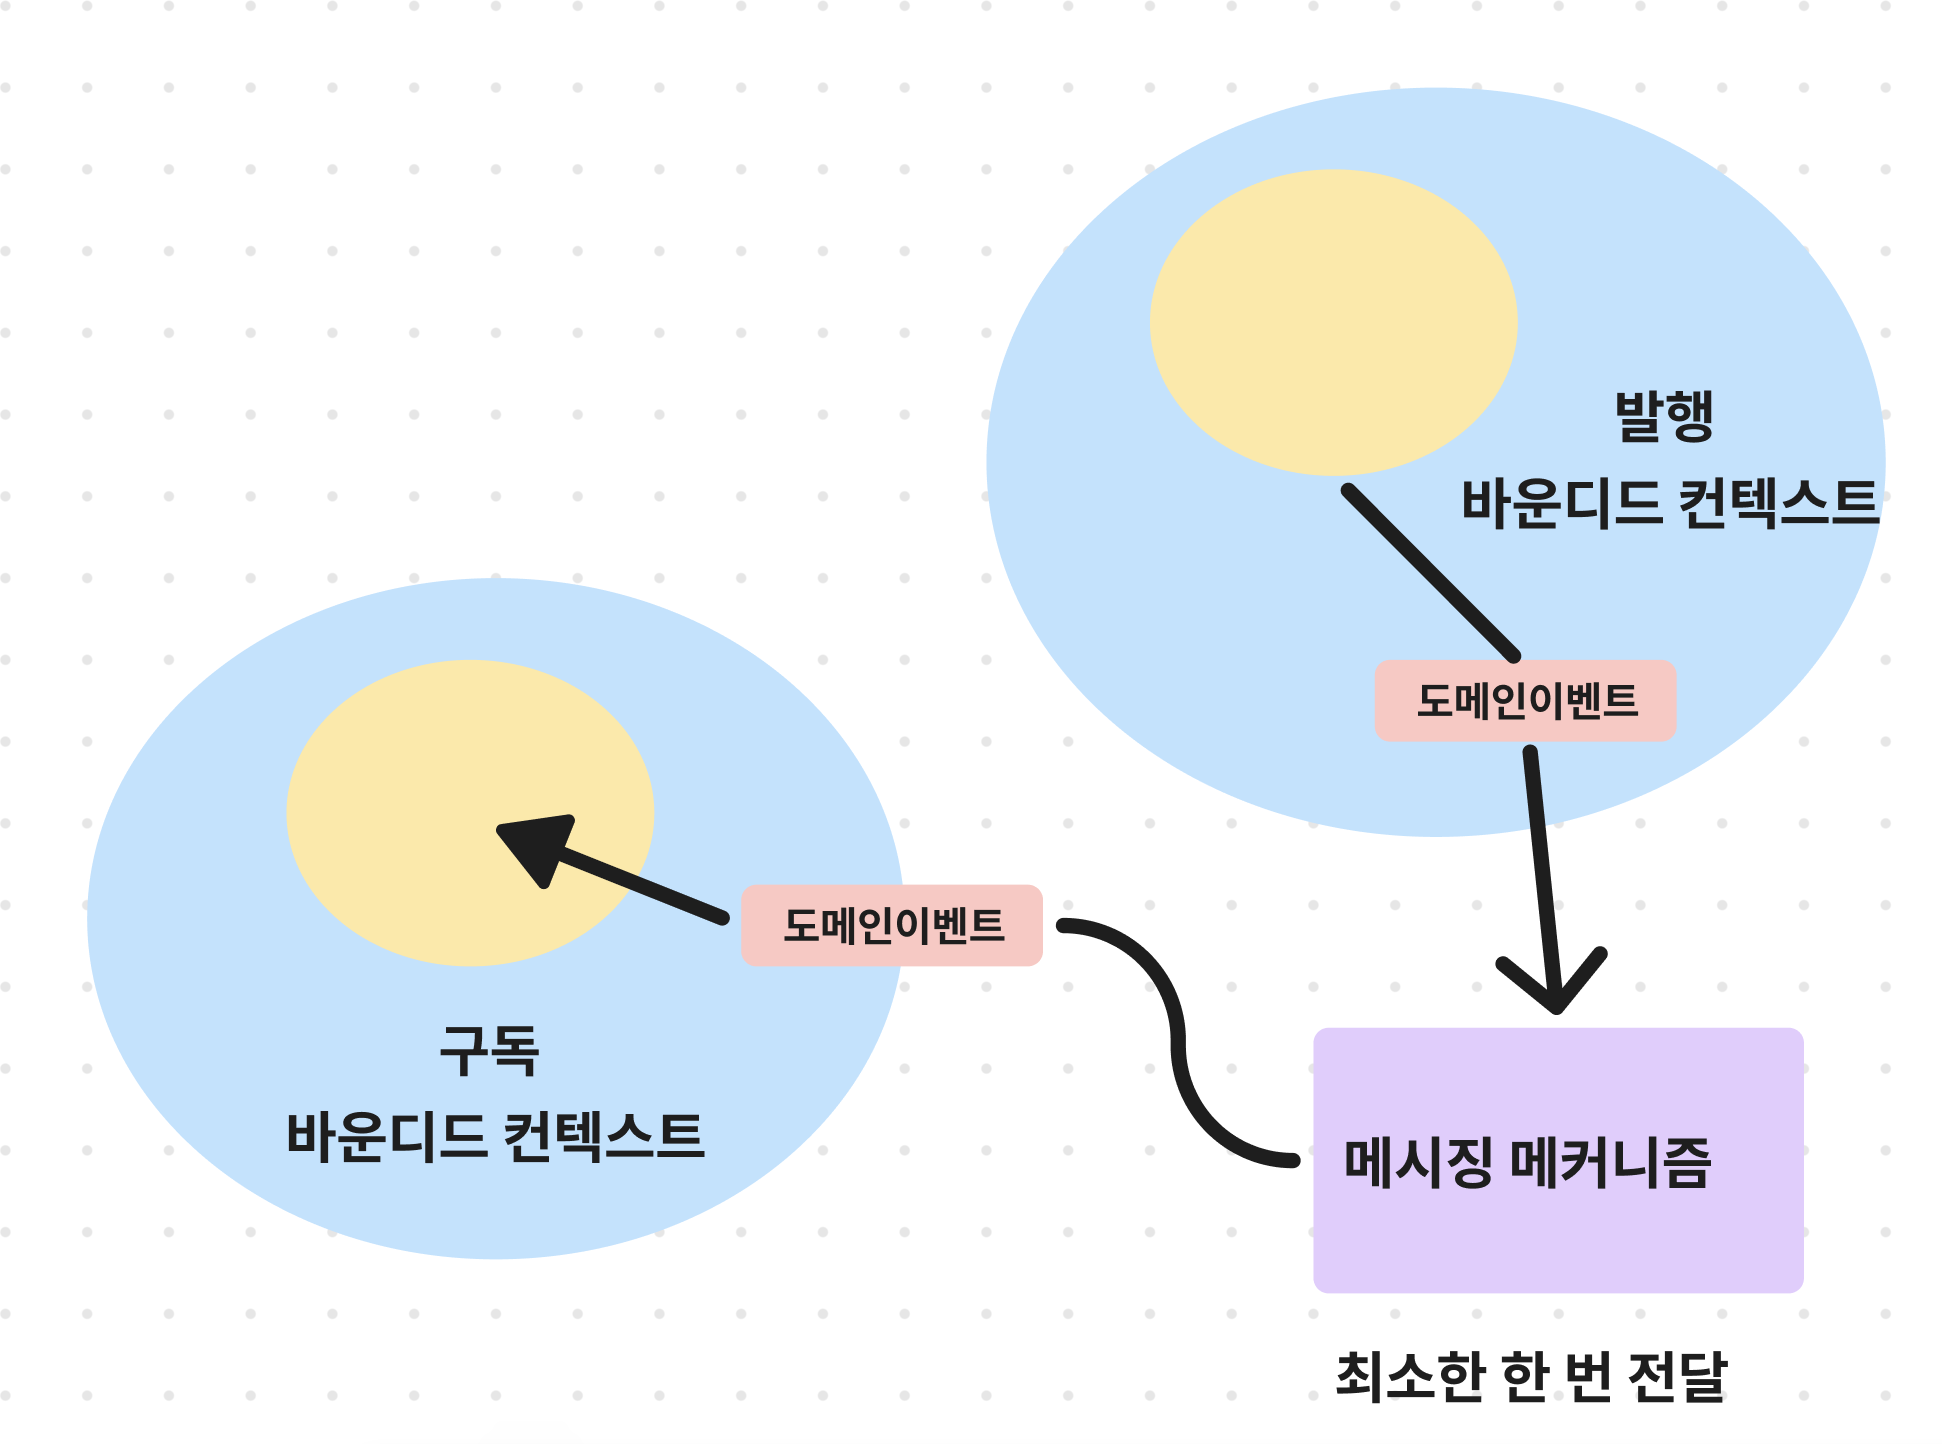 발행
바운디드 컨텍스트
도메인이벤트
도메인이벤트
구독
바운디드 컨텍스트
메시징 메커니즘
최소한 한 번 전달